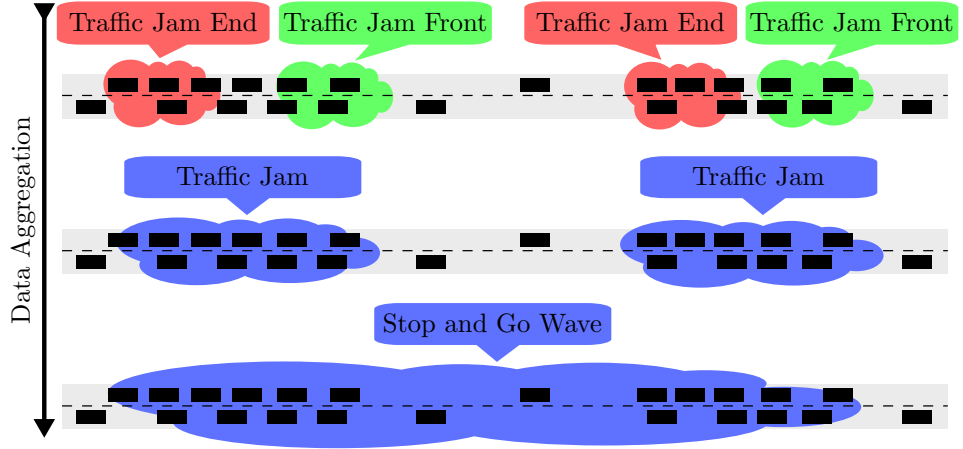 Traffic Jam End
Traffic Jam Front
Traffic Jam End
Traffic Jam Front
Data Aggregation
Traffic Jam
Traffic Jam
Stop and Go Wave